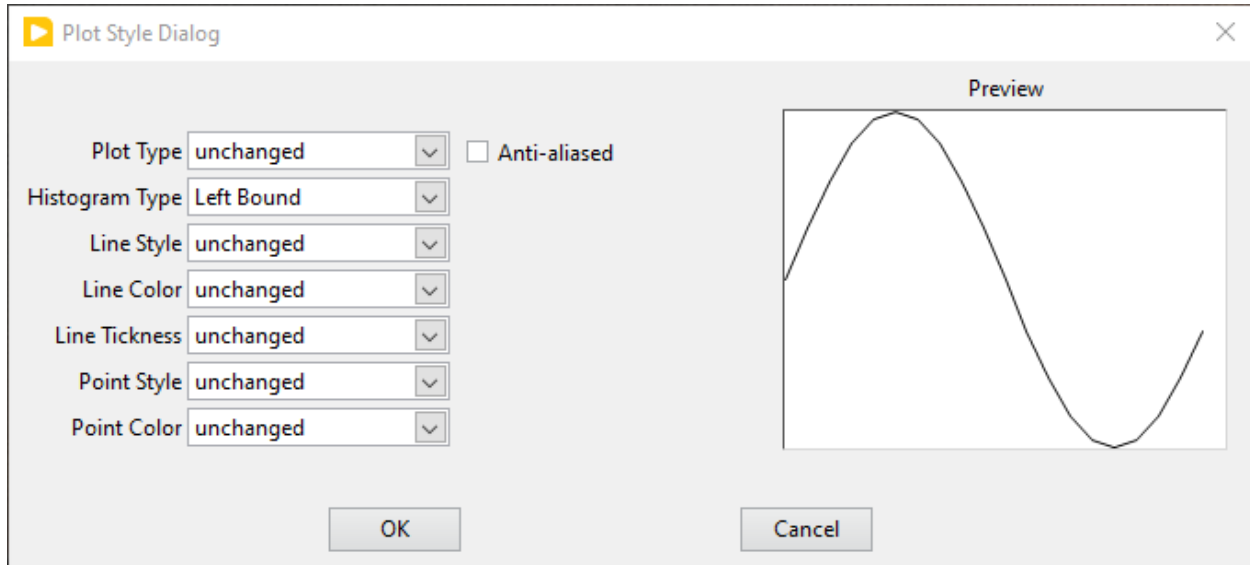 Plot Style Dialog
Preview
Plot Type unchanged Anti-aliased
Histogram Type Left Bound
Line Style unchanged
Line Color unchanged
Line Tickness unchanged
Point Style unchanged
Point Color unchanged
OK Cancel